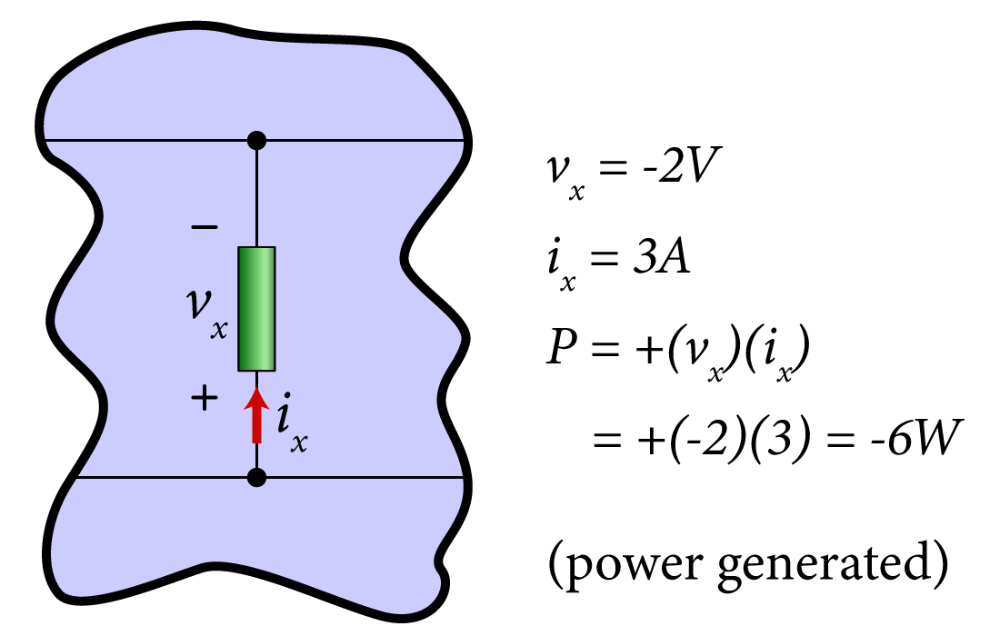 −
v_x
+
i_x
v_x = -2V
i_x = 3A
P = +(v_x)(i_x)
= +(-2)(3) = -6W
(power generated)